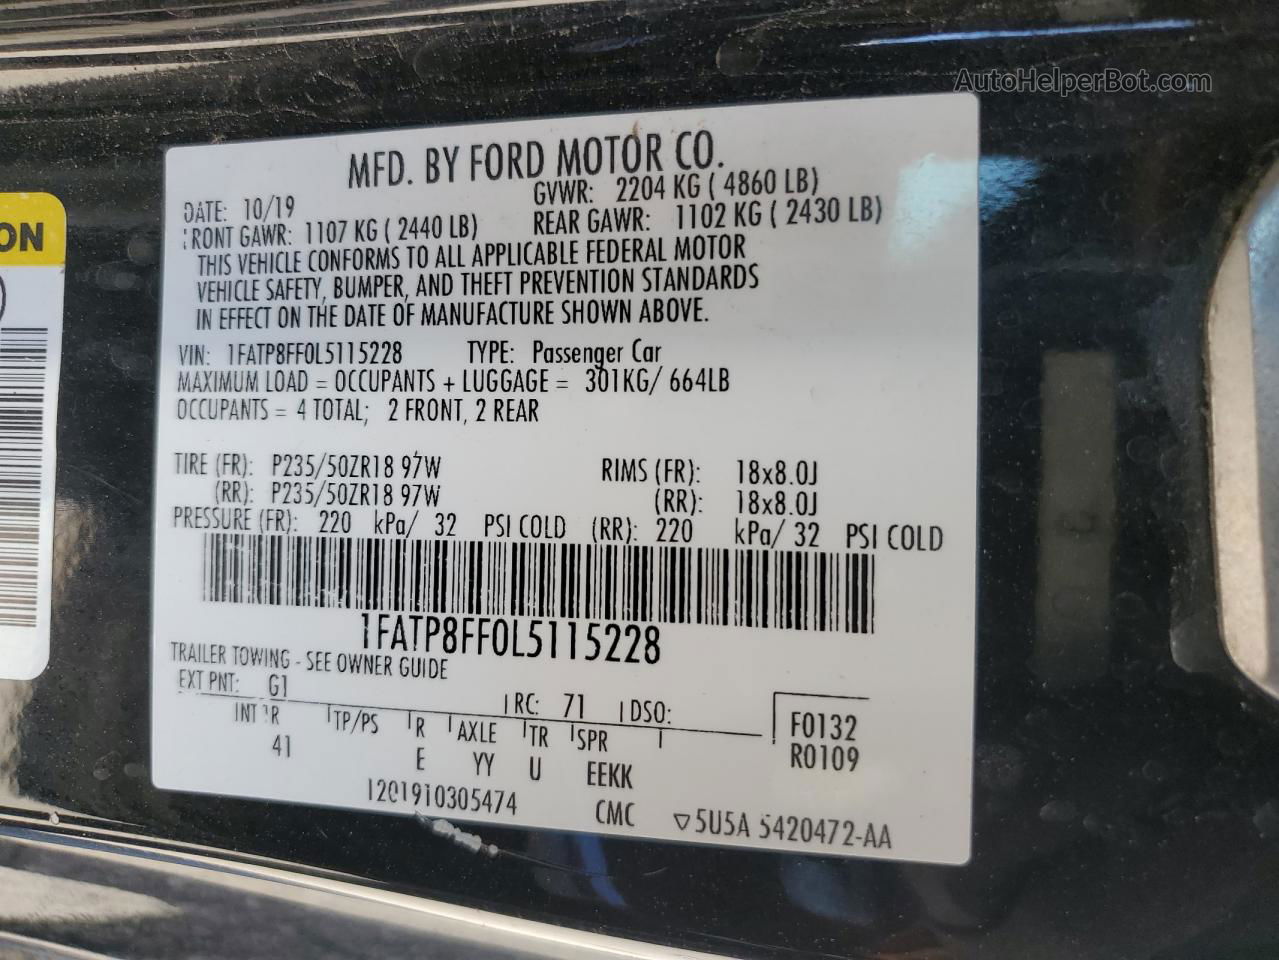 AutoHelperBot.com
MFD. BY FORD MOTOR CO.
DATE: 10/19 GVWR: 2204 KG ( 4860 LB)
FRONT GAWR: 1107 KG ( 2440 LB) REAR GAWR: 1102 KG ( 2430 LB)
THIS VEHICLE CONFORMS TO ALL APPLICABLE FEDERAL MOTOR
VEHICLE SAFETY, BUMPER, AND THEFT PREVENTION STANDARDS
IN EFFECT ON THE DATE OF MANUFACTURE SHOWN ABOVE.
VIN: 1FATP8FF0L5115228 TYPE: Passenger Car
MAXIMUM LOAD = OCCUPANTS + LUGGAGE = 301KG/ 664LB
OCCUPANTS = 4 TOTAL; 2 FRONT, 2 REAR
TIRE (FR): P235/50ZR18 97W RIMS (FR): 18x8.0J
(RR): P235/50ZR18 97W (RR): 18x8.0J
PRESSURE (FR): 220 kPa/ 32 PSI COLD (RR): 220 kPa/ 32 PSI COLD
1FATP8FF0L5115228
TRAILER TOWING - SEE OWNER GUIDE
EXT PNT: G1 RC: 71 DSO:
INT TR TP/PS R AXLE TR SPR F0132
41 E YY U EEKK R0109
1201910305474 CMC ▽5U5A 5420472-AA
ON